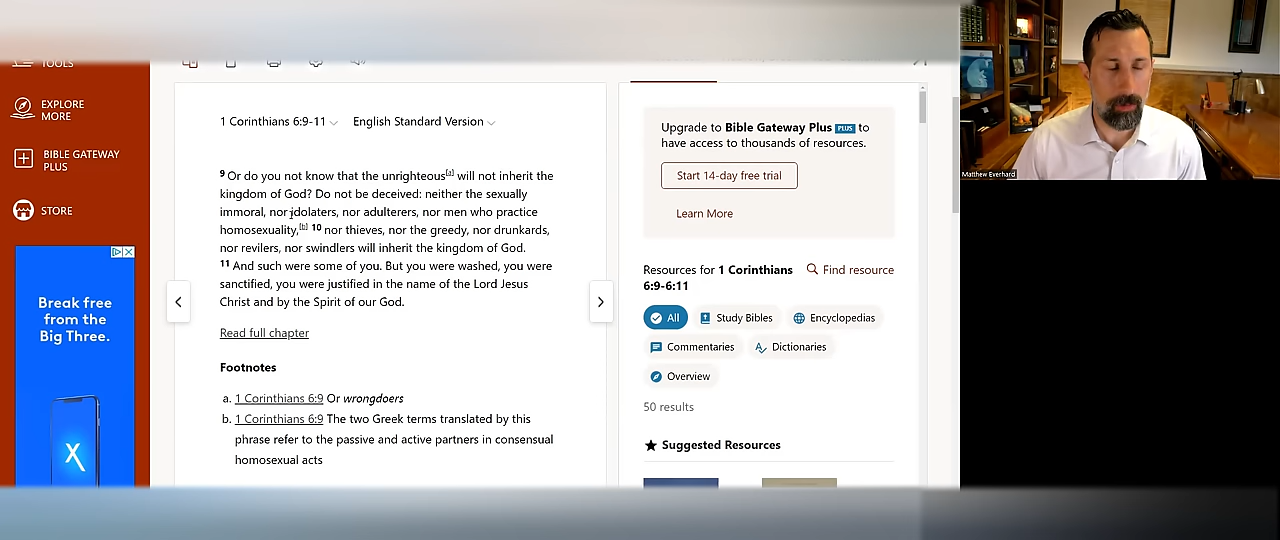 TOOLS
EXPLORE
MORE
BIBLE GATEWAY
PLUS
STORE
Break free
from the
Big Three.
X
1 Corinthians 6:9-11
English Standard Version
9 Or do you not know that the unrighteous[a] will not inherit the
kingdom of God? Do not be deceived: neither the sexually
immoral, nor idolaters, nor adulterers, nor men who practice
homosexuality,[b] 10 nor thieves, nor the greedy, nor drunkards,
nor revilers, nor swindlers will inherit the kingdom of God.
11 And such were some of you. But you were washed, you were
sanctified, you were justified in the name of the Lord Jesus
Christ and by the Spirit of our God.
Read full chapter
Footnotes
a. 1 Corinthians 6:9 Or wrongdoers
b. 1 Corinthians 6:9 The two Greek terms translated by this
phrase refer to the passive and active partners in consensual
homosexual acts
Upgrade to Bible Gateway Plus PLUS to
have access to thousands of resources.
Start 14-day free trial
Learn More
Resources for 1 Corinthians
6:9-6:11
Find resource
All
Study Bibles
Encyclopedias
Commentaries
Dictionaries
Overview
50 results
Suggested Resources
Matthew Everhard